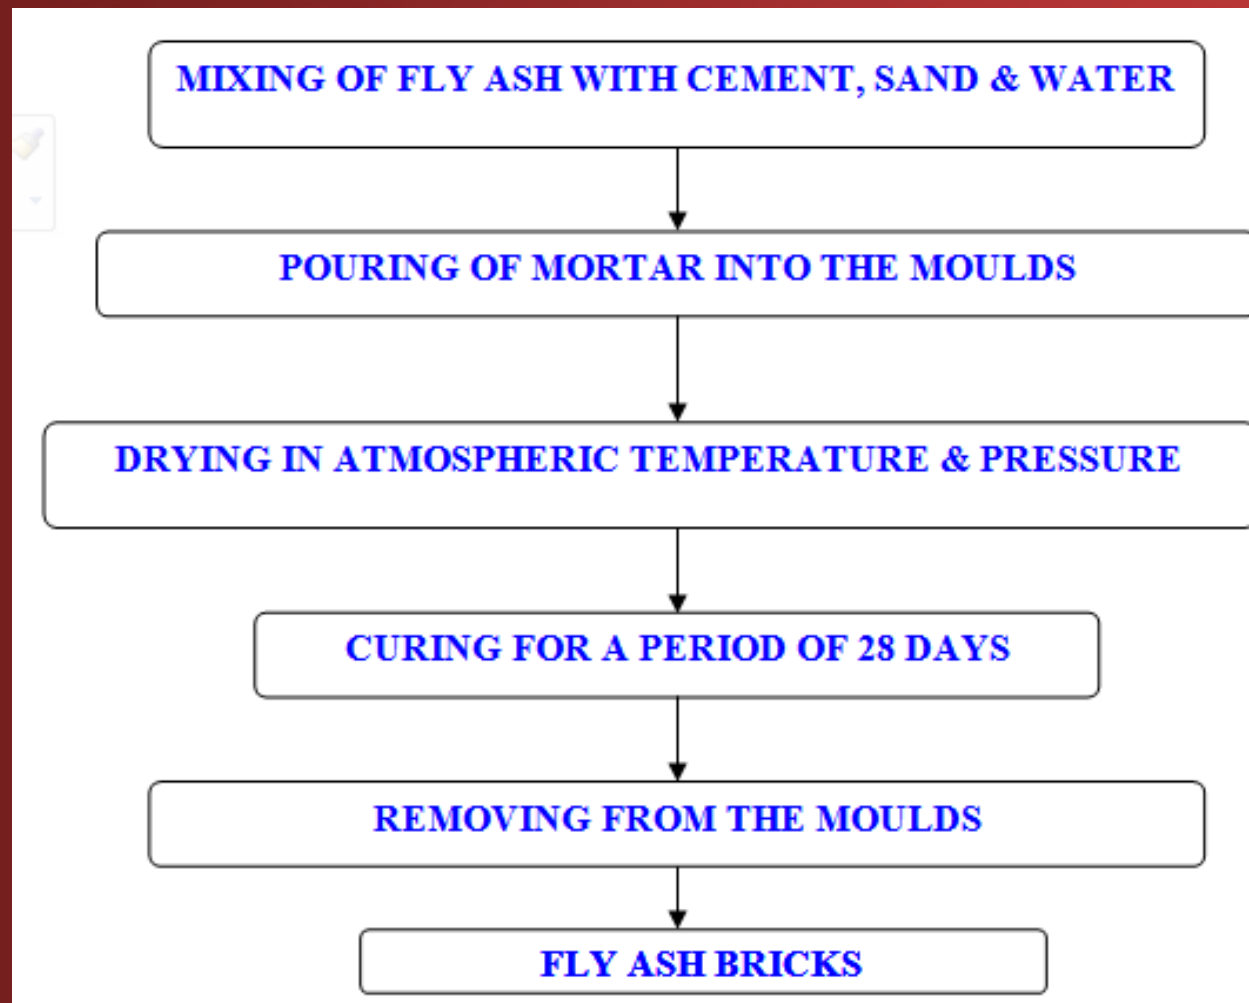 MIXING OF FLY ASH WITH CEMENT, SAND & WATER
POURING OF MORTAR INTO THE MOULDS
DRYING IN ATMOSPHERIC TEMPERATURE & PRESSURE
CURING FOR A PERIOD OF 28 DAYS
REMOVING FROM THE MOULDS
FLY ASH BRICKS